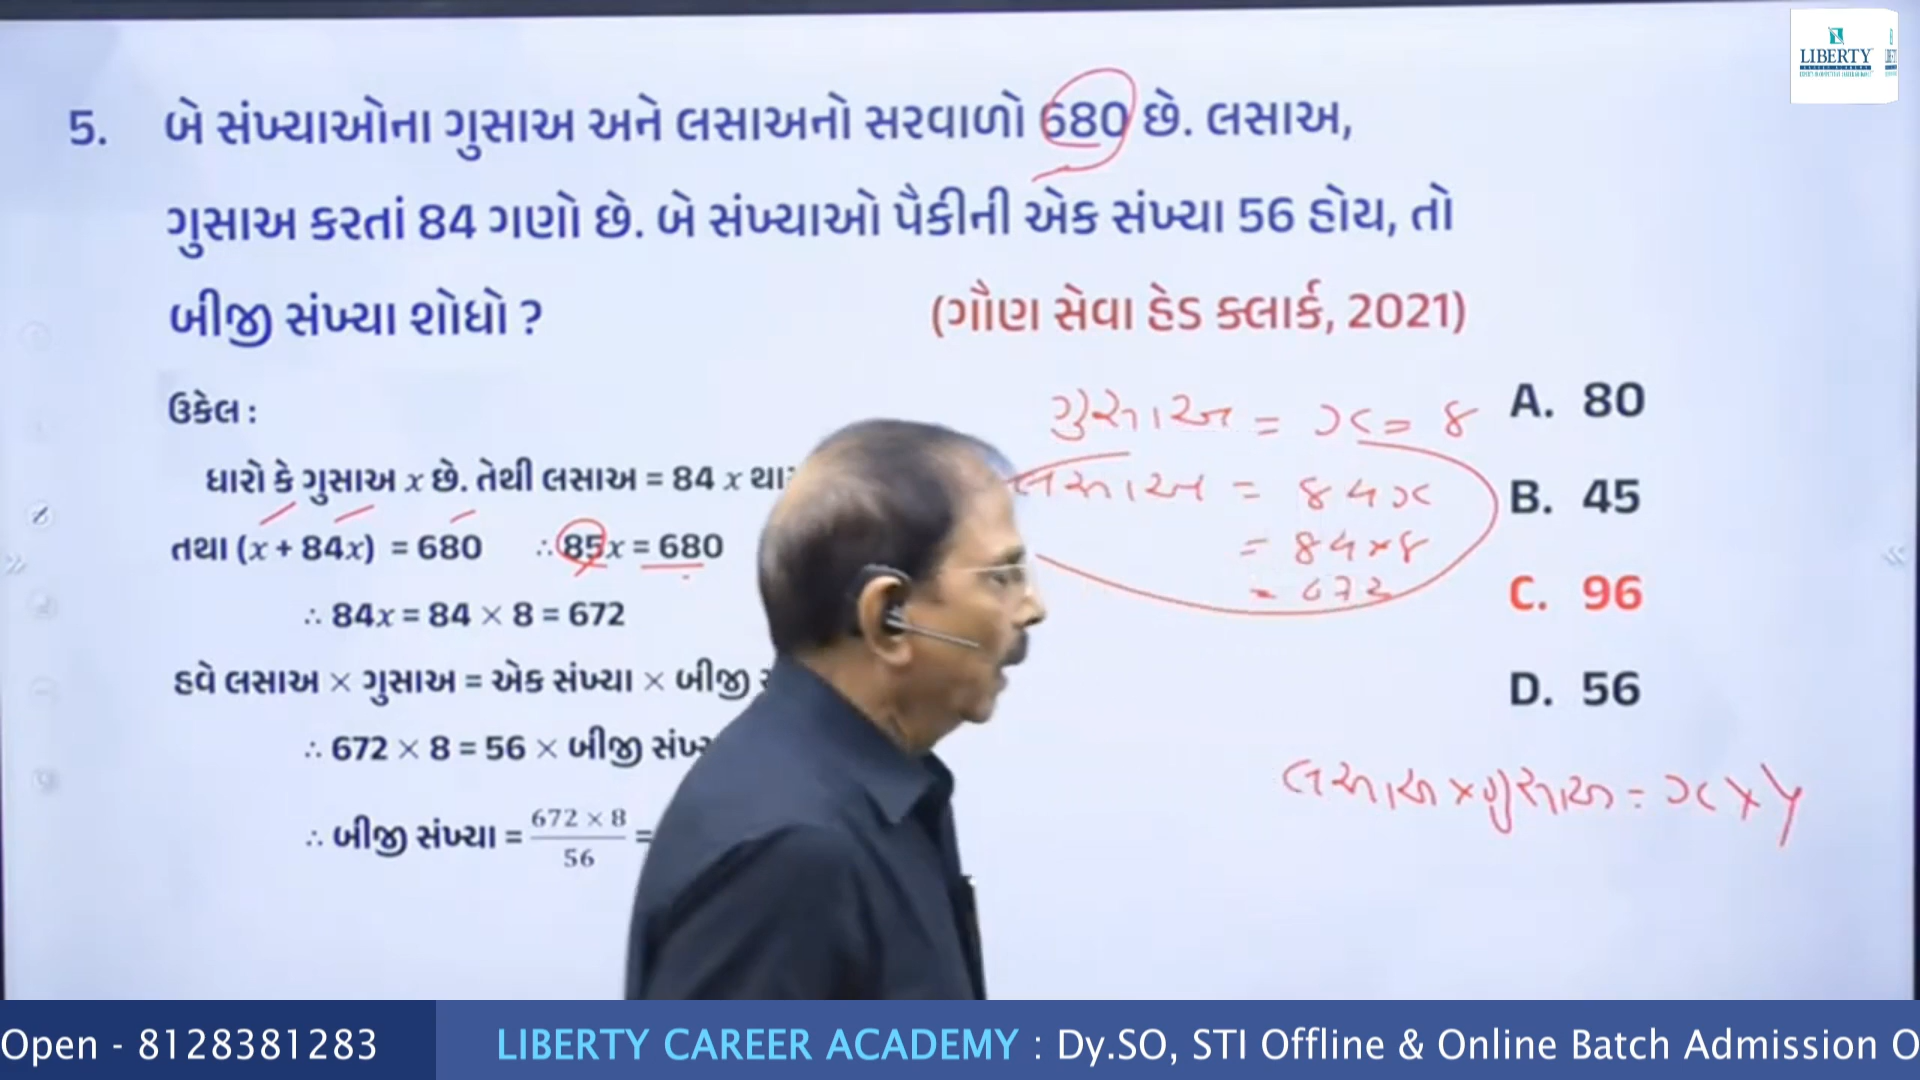 LIBERTY
5. બે સંખ્યાઓના ગુસાઅ અને લસાઅનો સરવાળો 680 છે. લસાઅ,
ગુસાઅ કરતાં 84 ગણો છે. બે સંખ્યાઓ પૈકીની એક સંખ્યા 56 હોય, તો
બીજી સંખ્યા શોધો ?
(ગૌણ સેવા હેડ ક્લાર્ક, 2021)
ઉકેલ :
ધારો કે ગુસાઅ x છે. તેથી લસાઅ = 84 x
તથા (x + 84x) = 680 ∴ 85x = 680
∴ 84x = 84 × 8 = 672
હવે લસાઅ × ગુસાઅ = એક સંખ્યા × બીજી
∴ 672 × 8 = 56 × બીજી
∴ બીજી સંખ્યા = 672 × 8 / 56 =
ગુસાઅ = x = 8
લસાઅ = 84x
= 84 × 8
= 672
A. 80
B. 45
C. 96
D. 56
લસાઅ × ગુસાઅ = x × y
Open - 8128381283
LIBERTY CAREER ACADEMY : Dy.SO, STI Offline & Online Batch Admission O